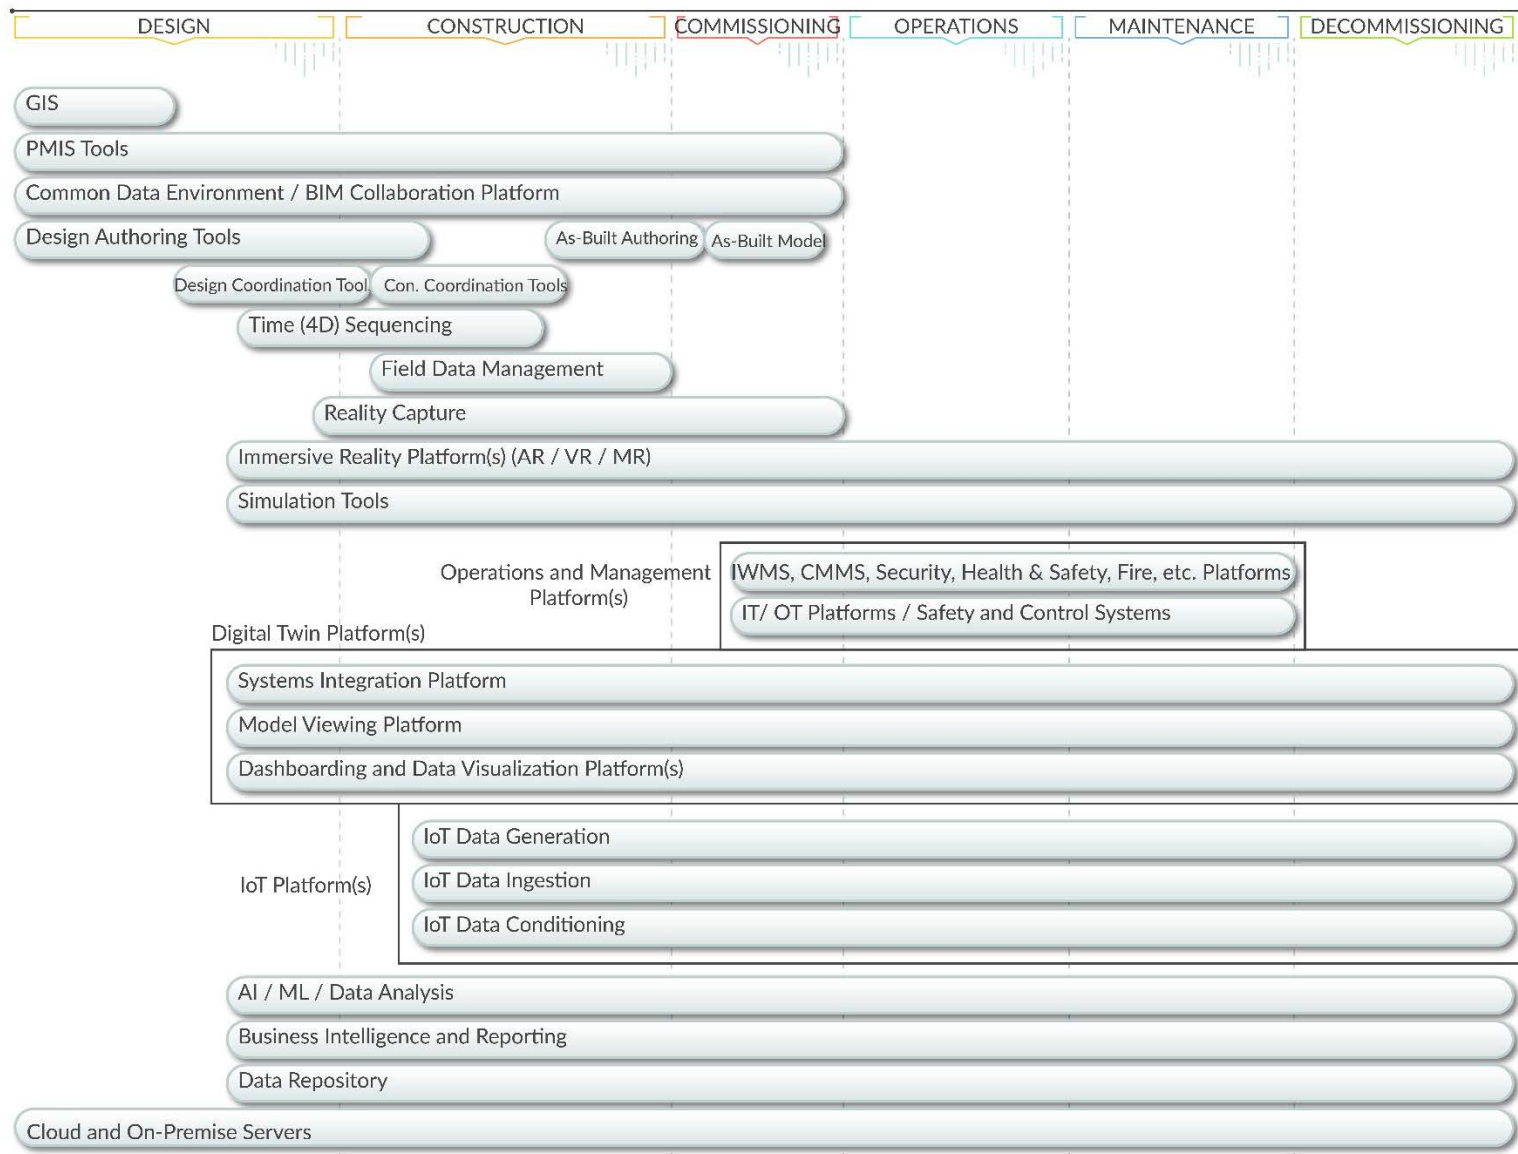 DESIGN
CONSTRUCTION
COMMISSIONING
OPERATIONS
MAINTENANCE
DECOMMISSIONING
GIS
PMIS Tools
Common Data Environment / BIM Collaboration Platform
Design Authoring Tools
As-Built Authoring
As-Built Model
Design Coordination Tool
Con. Coordination Tools
Time (4D) Sequencing
Field Data Management
Reality Capture
Immersive Reality Platform(s) (AR / VR / MR)
Simulation Tools
Operations and Management
Platform(s)
IWMS, CMMS, Security, Health & Safety, Fire, etc. Platforms
IT/ OT Platforms / Safety and Control Systems
Digital Twin Platform(s)
Systems Integration Platform
Model Viewing Platform
Dashboarding and Data Visualization Platform(s)
IoT Platform(s)
IoT Data Generation
IoT Data Ingestion
IoT Data Conditioning
AI / ML / Data Analysis
Business Intelligence and Reporting
Data Repository
Cloud and On-Premise Servers